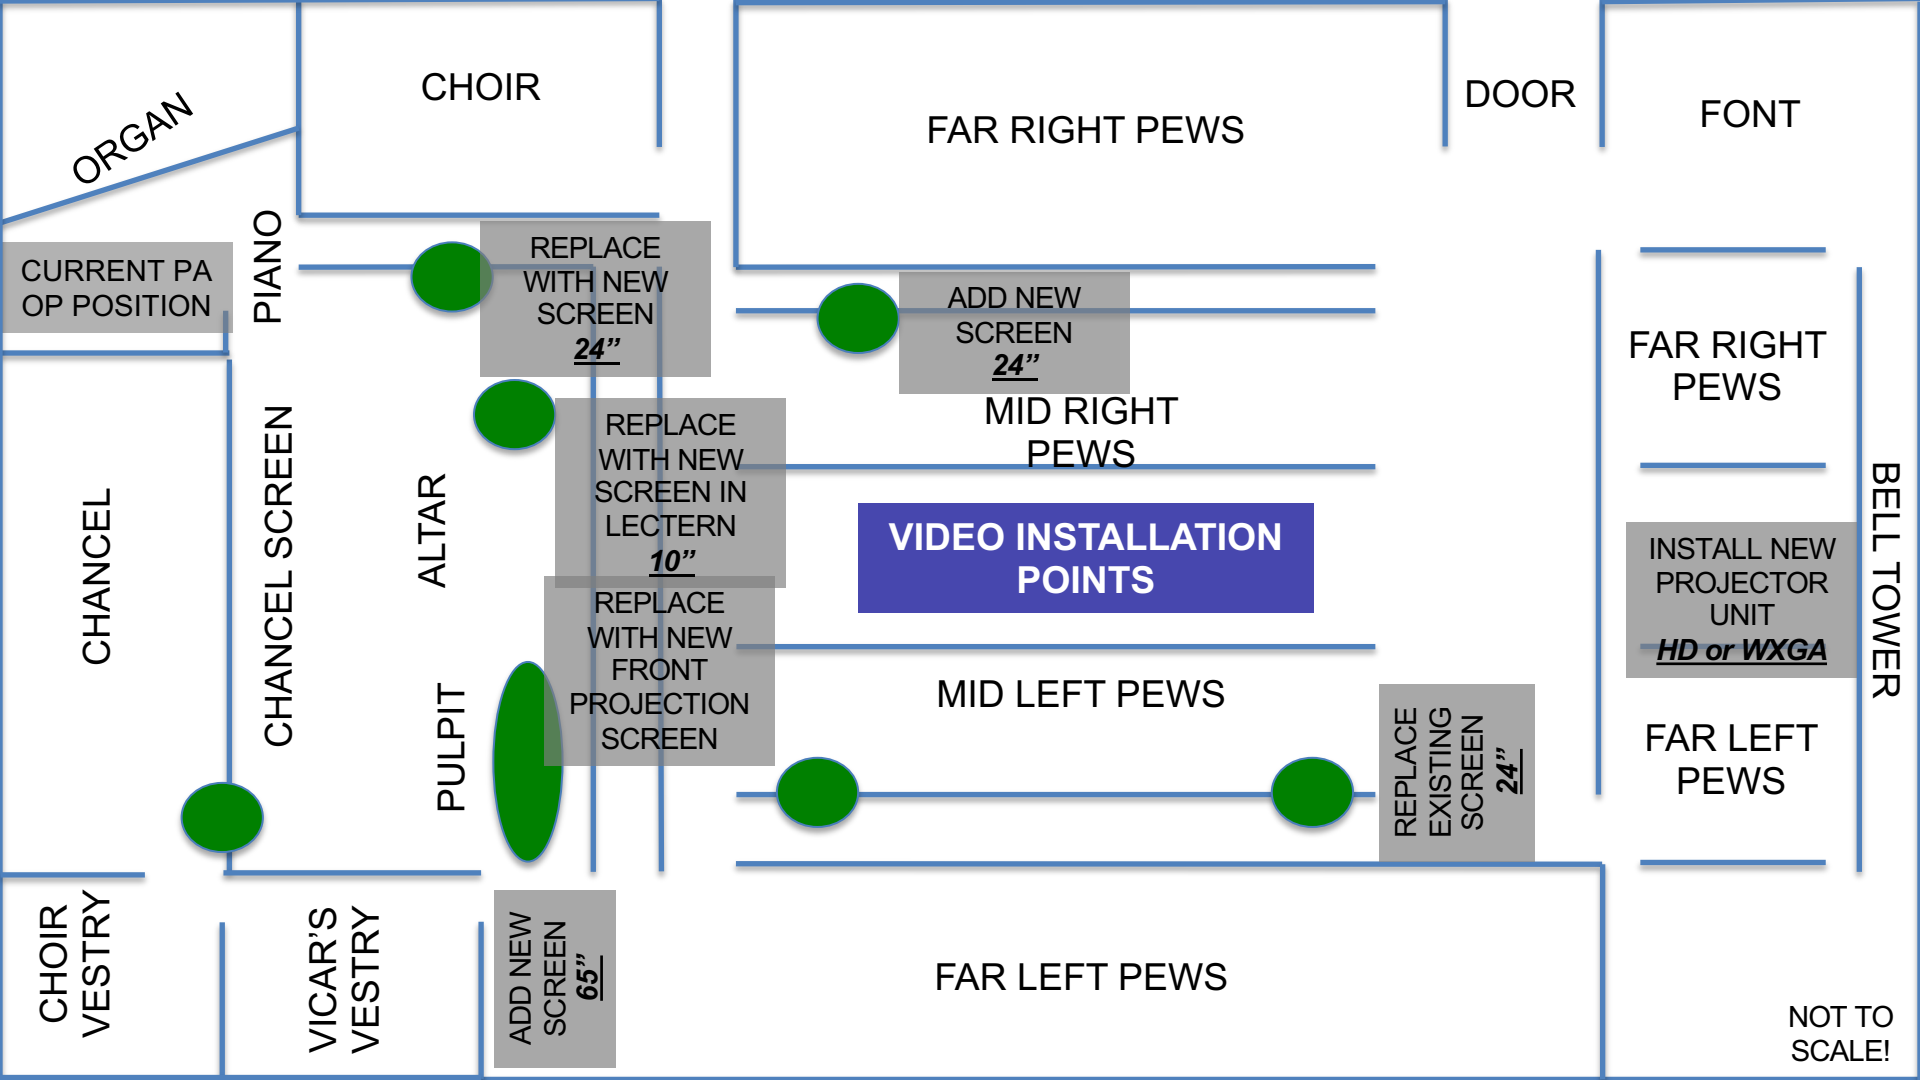 ORGAN
CHOIR
FAR RIGHT PEWS
DOOR
FONT
CURRENT PA
OP POSITION
PIANO
REPLACE
WITH NEW
SCREEN
24”
ADD NEW
SCREEN
24”
MID RIGHT
PEWS
FAR RIGHT
PEWS
CHANCEL
CHANCEL SCREEN
ALTAR
REPLACE
WITH NEW
SCREEN IN
LECTERN
10”
VIDEO INSTALLATION
POINTS
INSTALL NEW
PROJECTOR
UNIT
HD or WXGA
BELL TOWER
PULPIT
REPLACE
WITH NEW
FRONT
PROJECTION
SCREEN
MID LEFT PEWS
REPLACE
EXISTING
SCREEN
24”
FAR LEFT
PEWS
CHOIR
VESTRY
VICAR’S
VESTRY
ADD NEW
SCREEN
65”
FAR LEFT PEWS
NOT TO
SCALE!